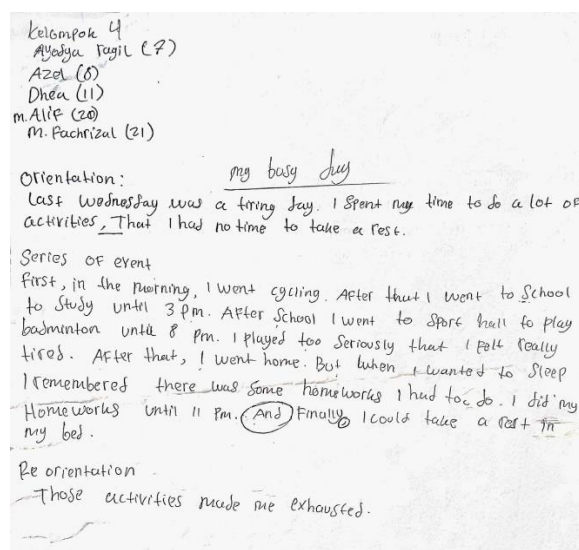 Kelompok 4
Ayodya ragil (7)
Azel (8)
Dhea (11)
m. Alif (20)
m. Fachrizal (21)
my busy day
Orientation:
Last Wednesday was a tiring day. I spent my time to do a lot of
activities, That I had no time to take a rest.
Series of event
First, in the morning, I went cycling. After that I went to School
to study until 3 pm. After School I went to Sport hall to play
badminton until 8 pm. I played too seriously that I felt really
tired. After that, I went home. But when I wanted to sleep
I remembered there was some homeworks I had to do. I did my
Homeworks until 11 pm. And Finally, I could take a rest in
my bed.
Re orientation
Those activities made me exhausted.